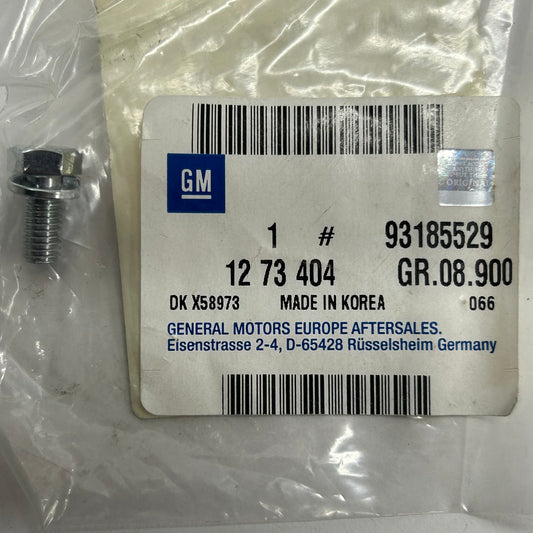 GM
ORIGINAL
1 # 93185529
12 73 404 GR.08.900
DK X58973 MADE IN KOREA 066
GENERAL MOTORS EUROPE AFTERSALES.
Eisenstrasse 2-4, D-65428 Rüsselsheim Germany